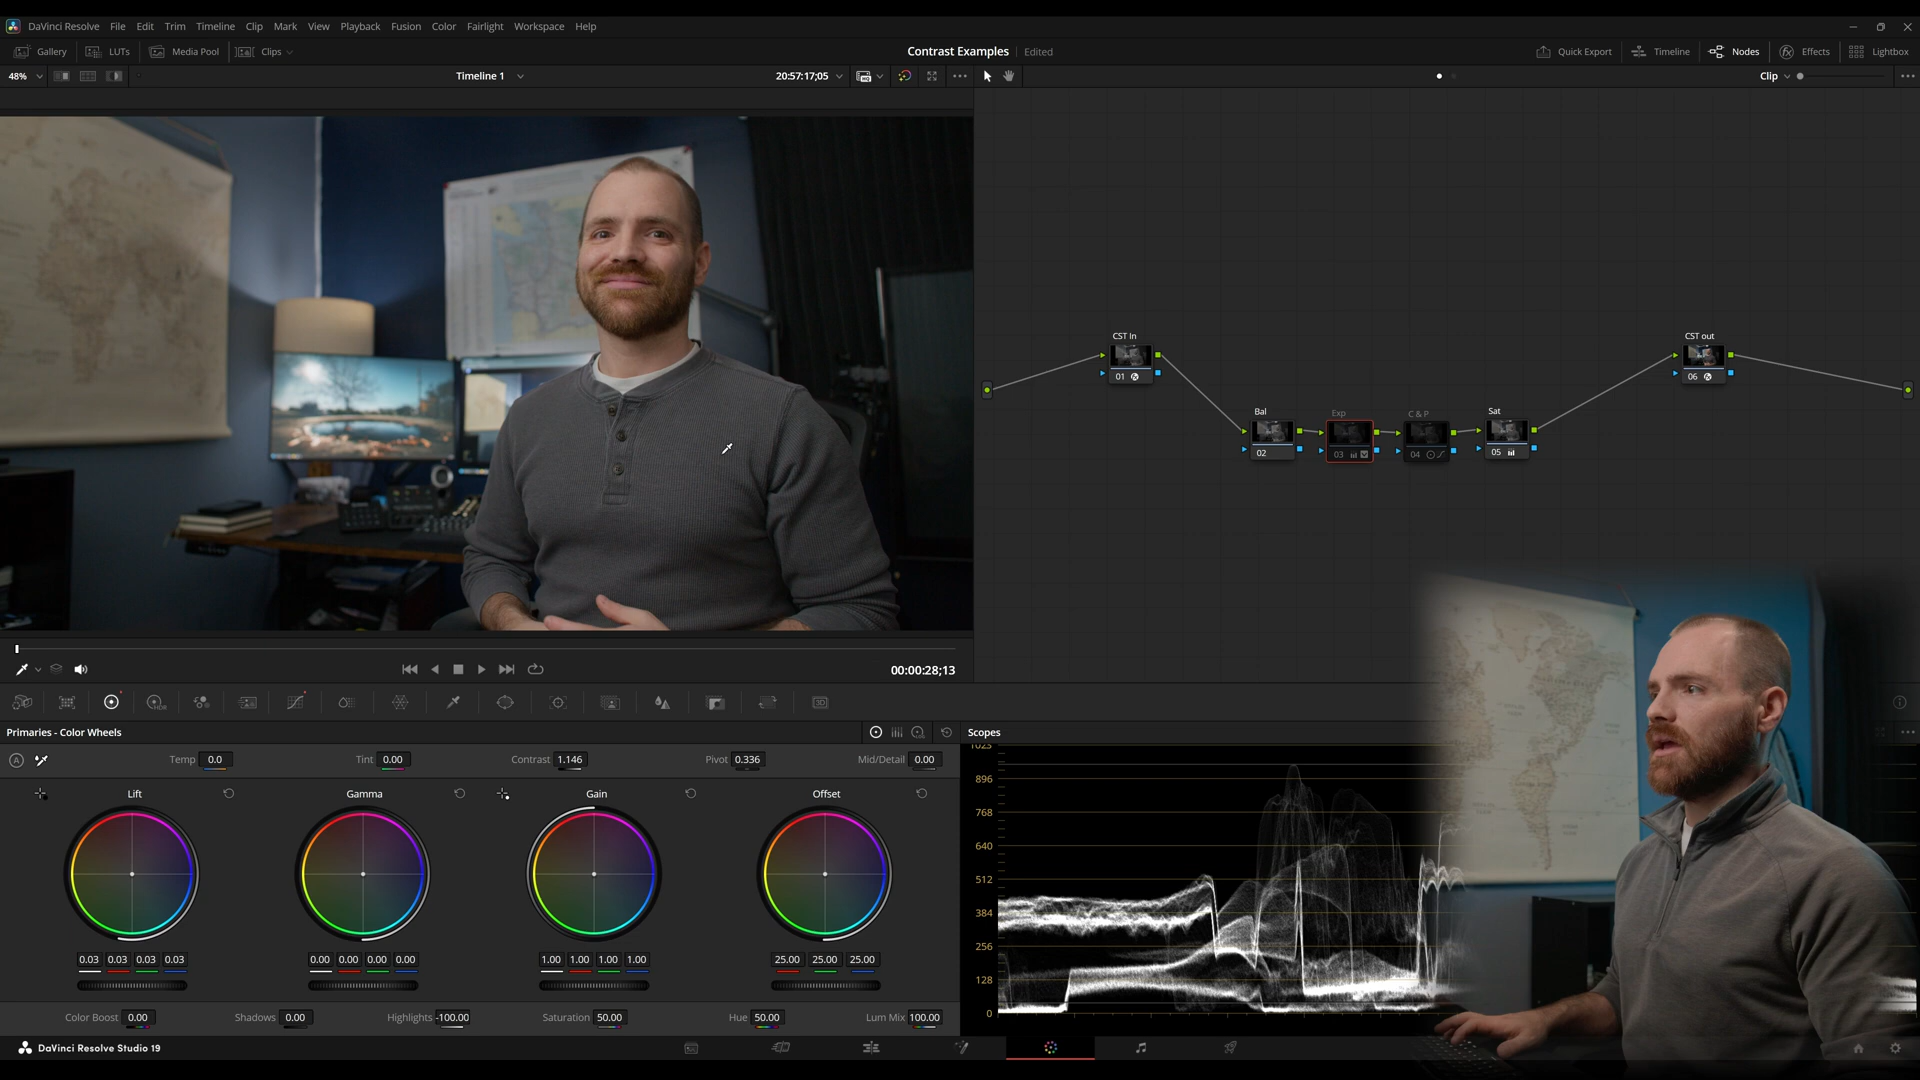 DaVinci Resolve File Edit Trim Timeline Clip Mark View Playback Fusion Color Fairlight Workspace Help
Gallery LUTs Media Pool Clips Contrast Examples Edited Quick Export Timeline Nodes Effects Lightbox
48% Timeline 1 20:57:17;05 Clip
CST In
CST out
01
06
Bal Exp C & P Sat
02 03 04 05
00:00:28;13
Primaries - Color Wheels
Scopes
Temp 0.0 Tint 0.00 Contrast 1.146 Pivot 0.336 Mid/Detail 0.00
Lift Gamma Gain Offset
0.03 0.03 0.03 0.03 0.00 0.00 0.00 0.00 1.00 1.00 1.00 1.00 25.00 25.00 25.00
Color Boost 0.00 Shadows 0.00 Highlights -100.00 Saturation 50.00 Hue 50.00 Lum Mix 100.00
1023
896
768
640
512
384
256
128
0
DaVinci Resolve Studio 19